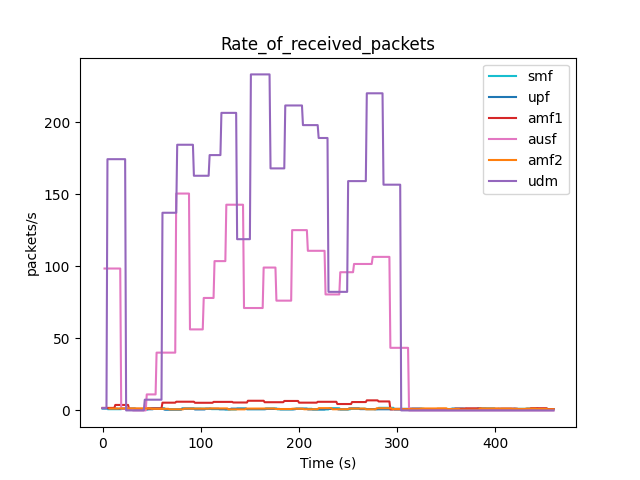 Rate_of_received_packets
smf
upf
amf1
ausf
amf2
udm
packets/s
200
150
100
50
0
0 100 200 300 400
Time (s)